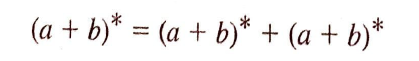 (a + b)* = (a + b)* + (a + b)*